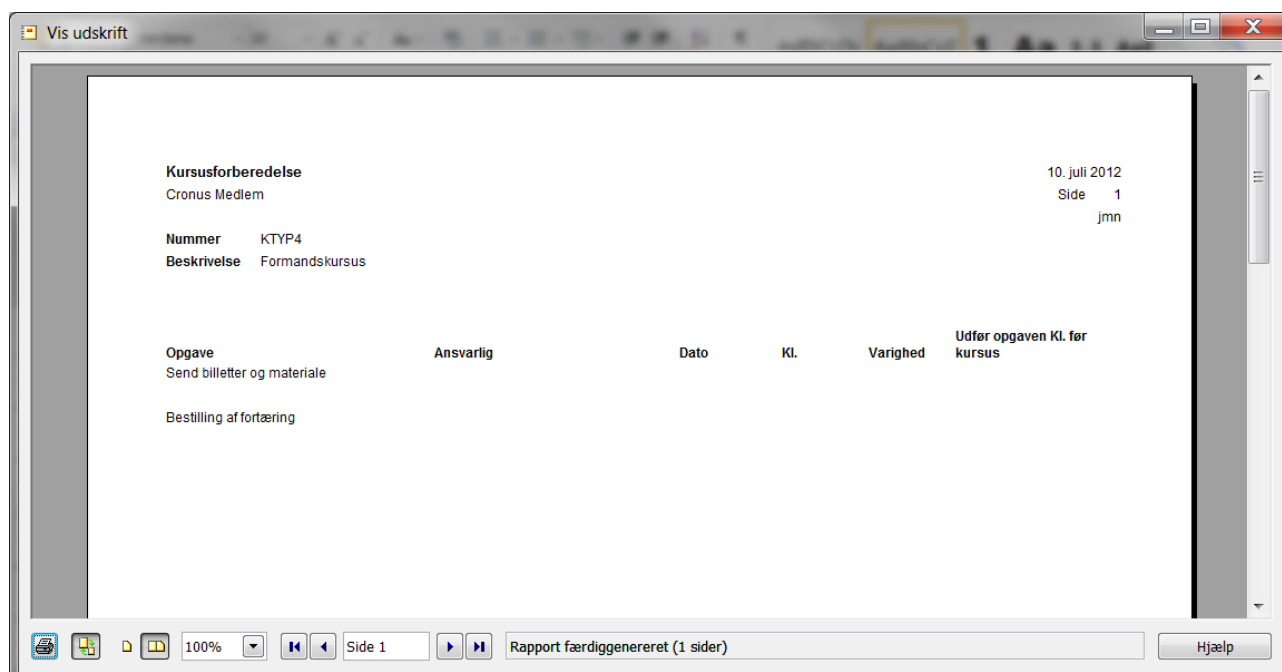 Vis udskrift
Kursusforberedelse 10. juli 2012
Cronus Medlem Side 1
jmn
Nummer KTYP4
Beskrivelse Formandskursus
Udfør opgaven Kl. før
Opgave Ansvarlig Dato Kl. Varighed kursus
Send billetter og materiale
Bestilling af fortæring
100% Side 1 Rapport færdiggenereret (1 sider) Hjælp